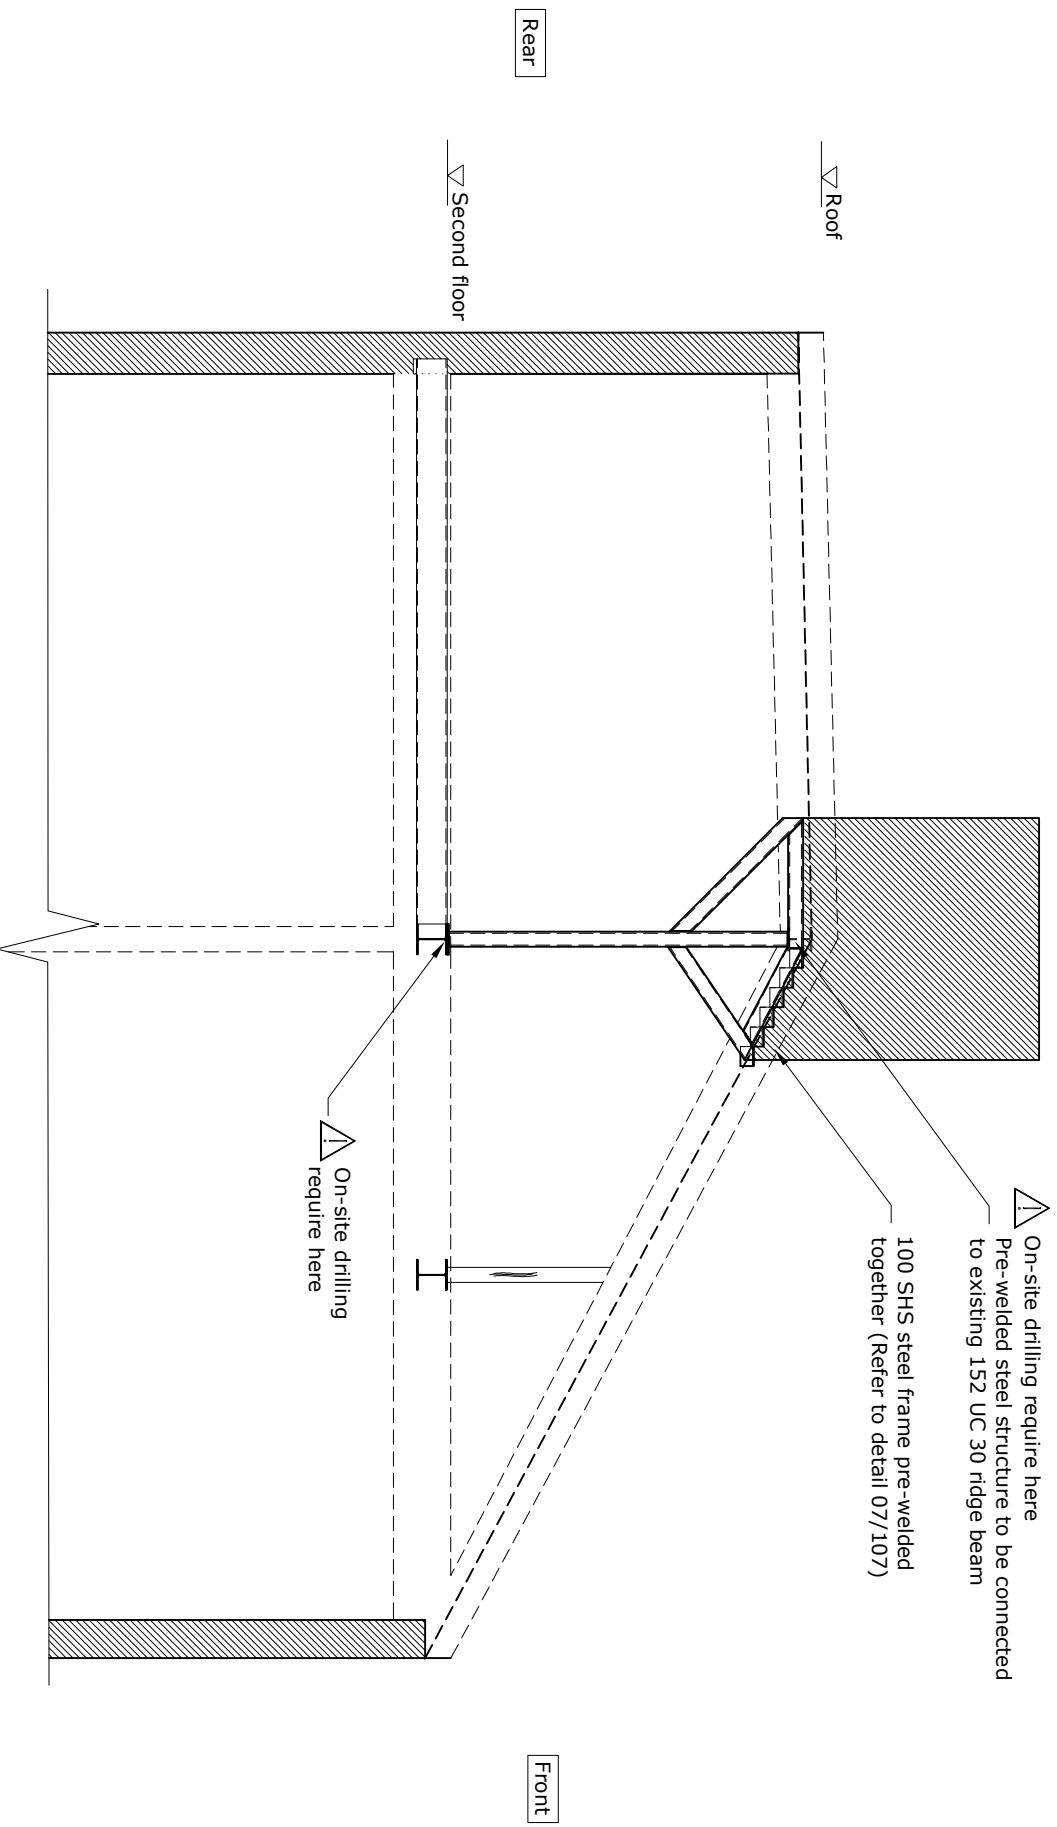 Rear
Roof
Second floor
On-site drilling require here
Pre-welded steel structure to be connected
to existing 152 UC 30 ridge beam
100 SHS steel frame pre-welded
together (Refer to detail 07/107)
! On-site drilling
require here
!
Front